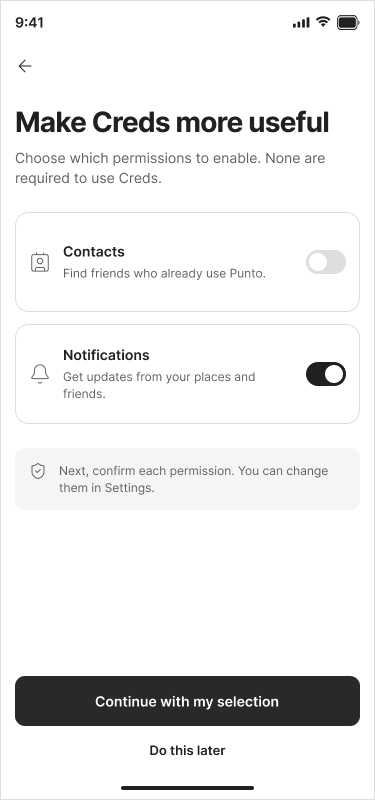 9:41
Make Creds more useful
Choose which permissions to enable. None are
required to use Creds.
Contacts
Find friends who already use Punto.
Notifications
Get updates from your places and
friends.
Next, confirm each permission. You can change
them in Settings.
Continue with my selection
Do this later